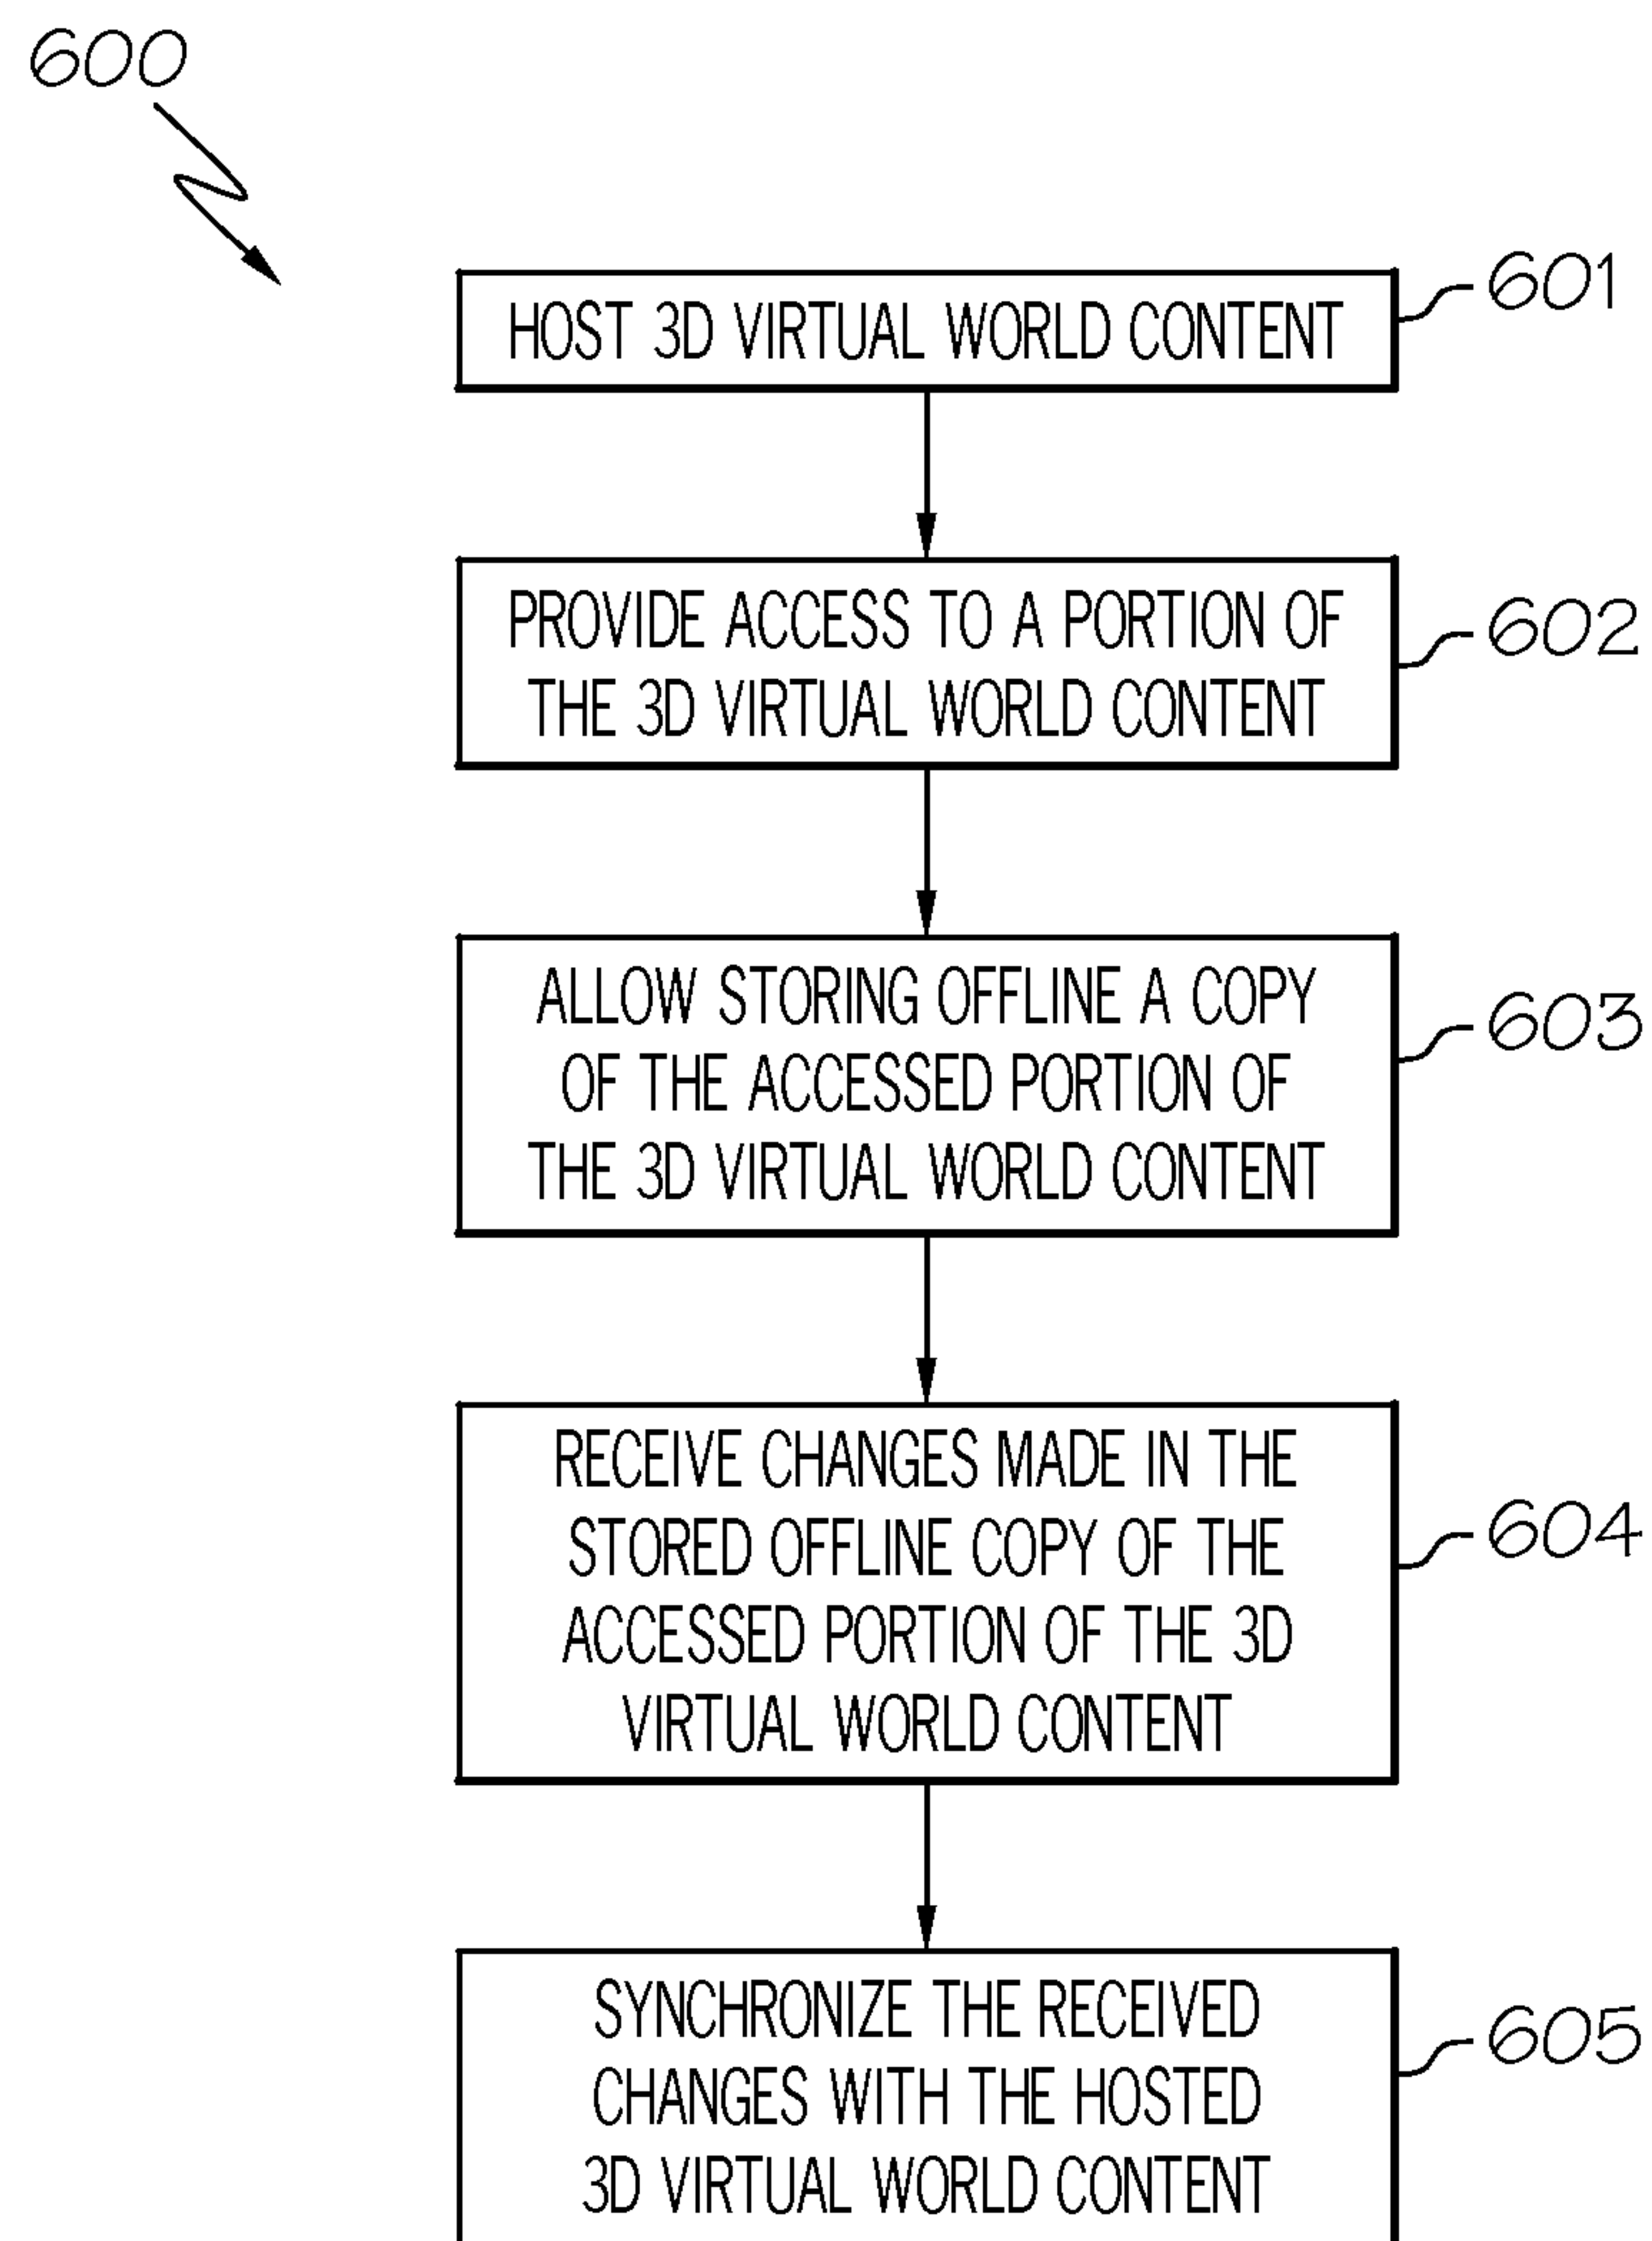 600
HOST 3D VIRTUAL WORLD CONTENT
601
PROVIDE ACCESS TO A PORTION OF
THE 3D VIRTUAL WORLD CONTENT
602
ALLOW STORING OFFLINE A COPY
OF THE ACCESSED PORTION OF
THE 3D VIRTUAL WORLD CONTENT
603
RECEIVE CHANGES MADE IN THE
STORED OFFLINE COPY OF THE
ACCESSED PORTION OF THE 3D
VIRTUAL WORLD CONTENT
604
SYNCHRONIZE THE RECEIVED
CHANGES WITH THE HOSTED
3D VIRTUAL WORLD CONTENT
605